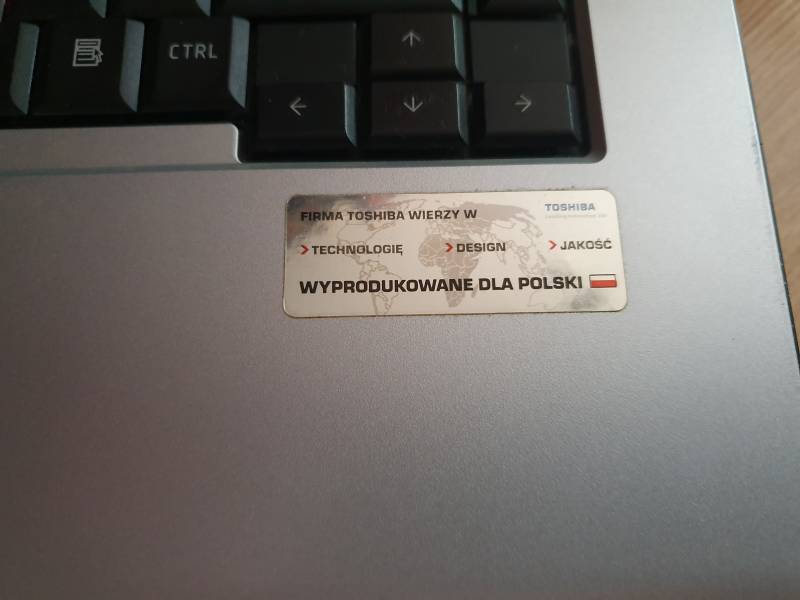 CTRL
FIRMA TOSHIBA WIERZY W
TOSHIBA
TECHNOLOGIĘ DESIGN JAKOŚĆ
WYPRODUKOWANE DLA POLSKI